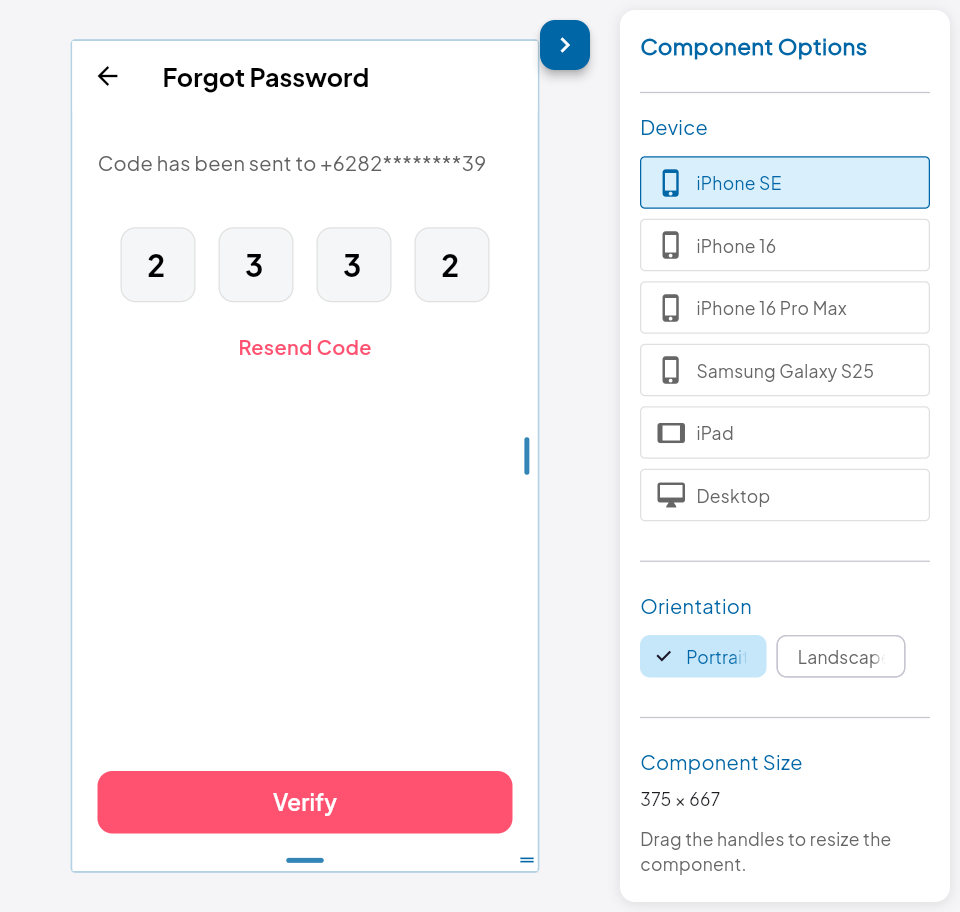 Forgot Password
Code has been sent to +6282********39
2 3 3 2
Resend Code
Verify
Component Options
Device
iPhone SE
iPhone 16
iPhone 16 Pro Max
Samsung Galaxy S25
iPad
Desktop
Orientation
Portrait Landscape
Component Size
375 × 667
Drag the handles to resize the
component.